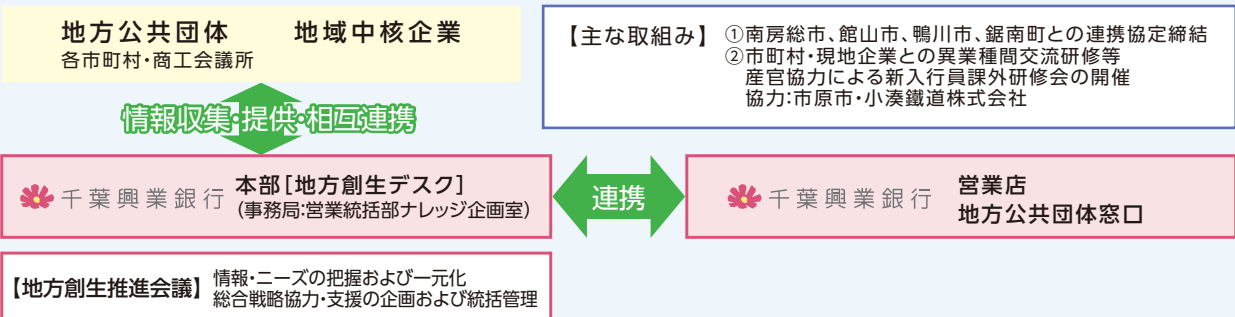 地方公共団体 地域中核企業
各市町村・商工会議所
【主な取組み】 ①南房総市、館山市、鴨川市、鋸南町との連携協定締結
②市町村・現地企業との異業種間交流研修等
産官協力による新入行員課外研修会の開催
協力:市原市・小湊鐵道株式会社
情報収集・提供・相互連携
千葉興業銀行 本部[地方創生デスク]
(事務局:営業統括部ナレッジ企画室)
連携
千葉興業銀行 営業店
地方公共団体窓口
【地方創生推進会議】 情報・ニーズの把握および一元化
総合戦略協力・支援の企画および統括管理